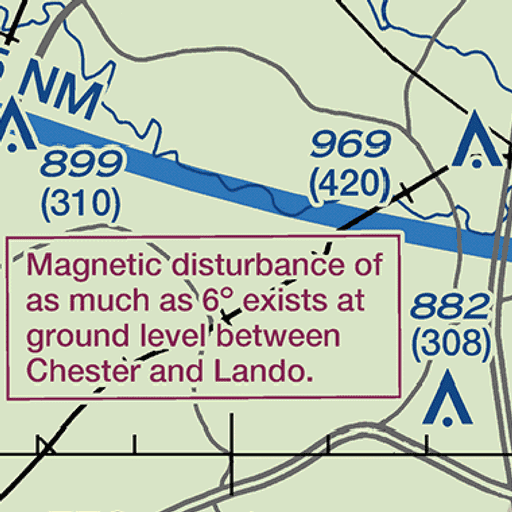 NM
899
(310)
969
(420)
Magnetic disturbance of
as much as 6° exists at
ground level between
Chester and Lando.
882
(308)